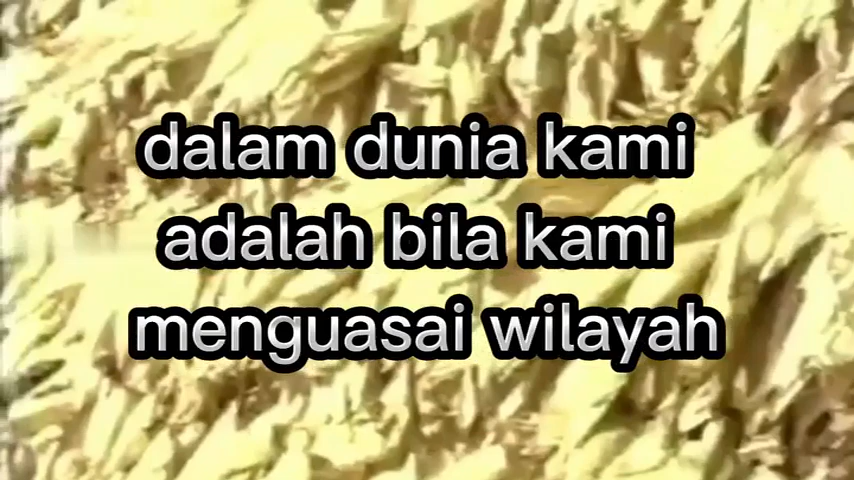 dalam dunia kami
adalah bila kami
menguasai wilayah